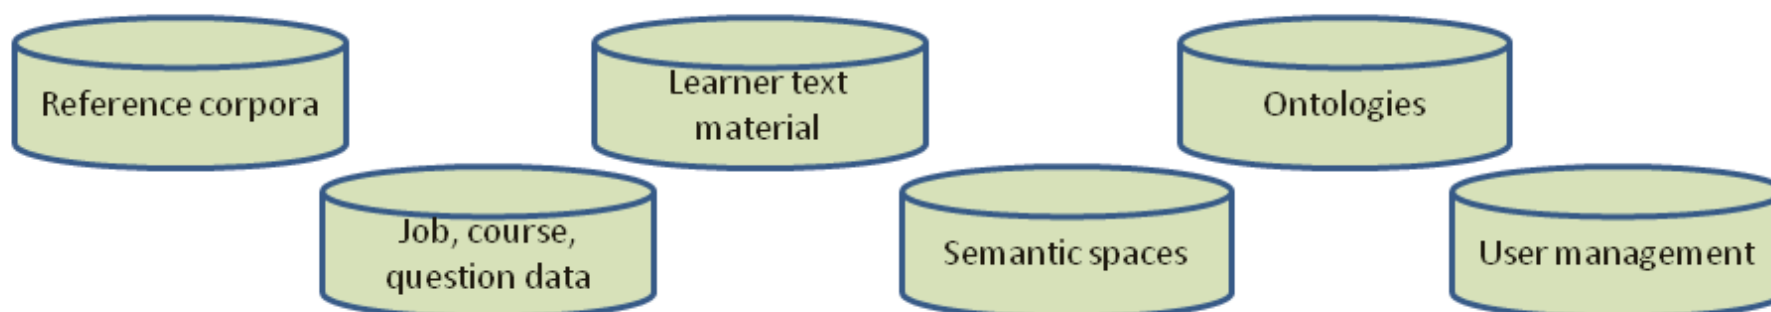 Reference corpora
Learner text
material
Ontologies
Job, course,
question data
Semantic spaces
User management